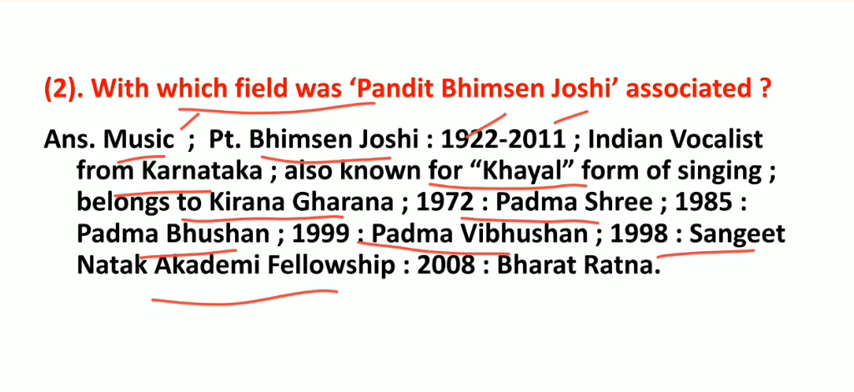 (2). With which field was ‘Pandit Bhimsen Joshi’ associated ?
Ans. Music ; Pt. Bhimsen Joshi : 1922-2011 ; Indian Vocalist
from Karnataka ; also known for “Khayal” form of singing ;
belongs to Kirana Gharana ; 1972 : Padma Shree ; 1985 :
Padma Bhushan ; 1999 : Padma Vibhushan ; 1998 : Sangeet
Natak Akademi Fellowship : 2008 : Bharat Ratna.